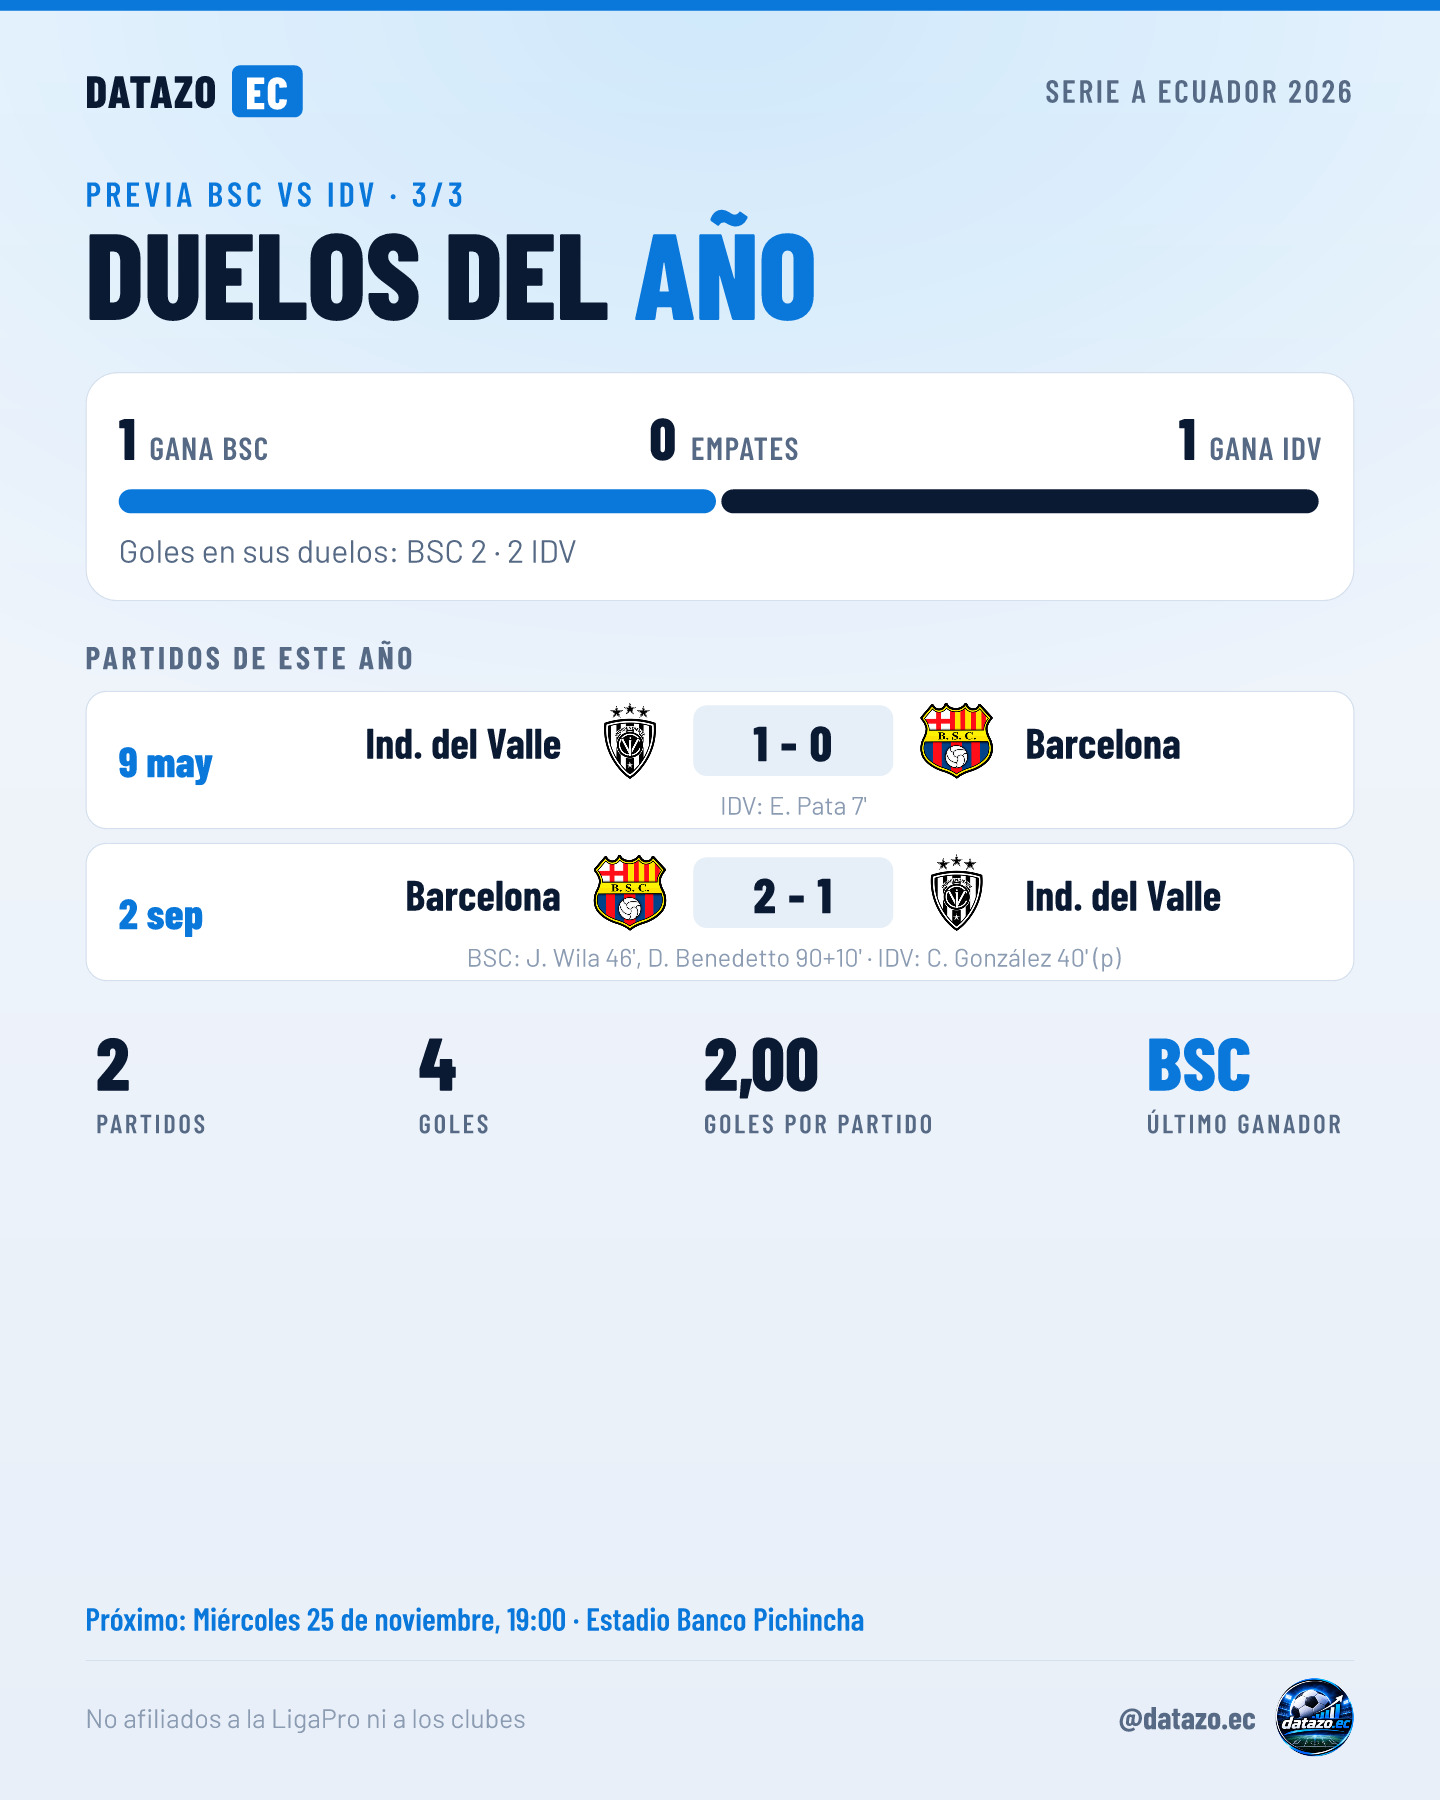 DATAZO EC
SERIE A ECUADOR 2026
PREVIA BSC VS IDV · 3/3
DUELOS DEL AÑO
1 GANA BSC 0 EMPATES 1 GANA IDV
Goles en sus duelos: BSC 2 · 2 IDV
PARTIDOS DE ESTE AÑO
9 may Ind. del Valle 1 - 0 B. S. C. Barcelona
IDV: E. Pata 7'
2 sep Barcelona B. S. C. 2 - 1 Ind. del Valle
BSC: J. Wila 46', D. Benedetto 90+10' · IDV: C. González 40' (p)
2 4 2,00 BSC
PARTIDOS GOLES GOLES POR PARTIDO ÚLTIMO GANADOR
Próximo: Miércoles 25 de noviembre, 19:00 · Estadio Banco Pichincha
No afiliados a la LigaPro ni a los clubes
@datazo.ec datazo.ec